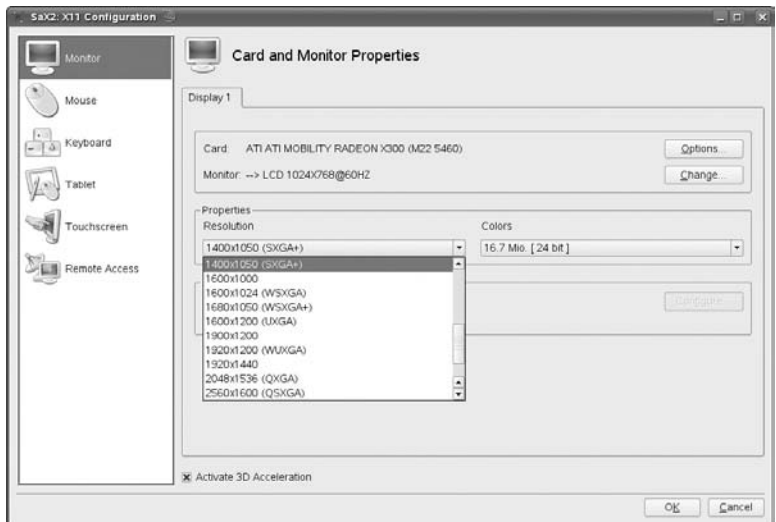 SaX2: X11 Configuration
Monitor
Mouse
Keyboard
Tablet
Touchscreen
Remote Access
Card and Monitor Properties
Display 1
Card: ATI ATI MOBILITY RADEON X300 (M22 5460)
Options...
Monitor: --> LCD 1024X768@60HZ
Change...
Properties
Resolution
Colors
1400x1050 (SXGA+)
16.7 Mio. [ 24 bit ]
1400x1050 (SXGA+)
1600x1000
1600x1024 (WSXGA)
1680x1050 (WSXGA+)
1600x1200 (UXGA)
1900x1200
1920x1200 (WUXGA)
1920x1440
2048x1536 (QXGA)
2560x1600 (QSXGA)
Configure...
Activate 3D Acceleration
OK
Cancel